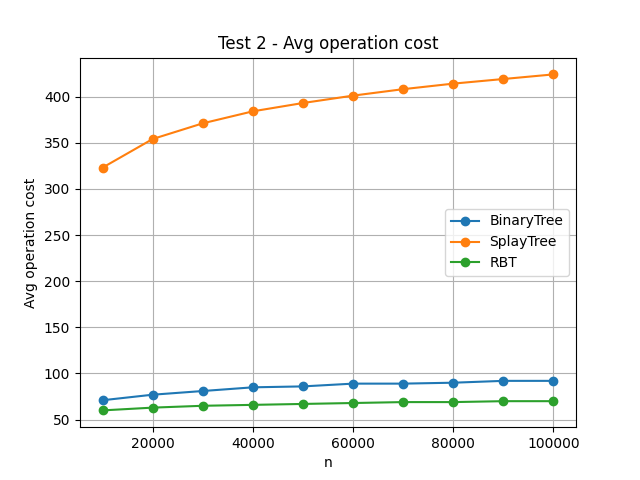 Test 2 - Avg operation cost
Avg operation cost
400
350
300
250
200
150
100
50
BinaryTree
SplayTree
RBT
20000 40000 60000 80000 100000
n